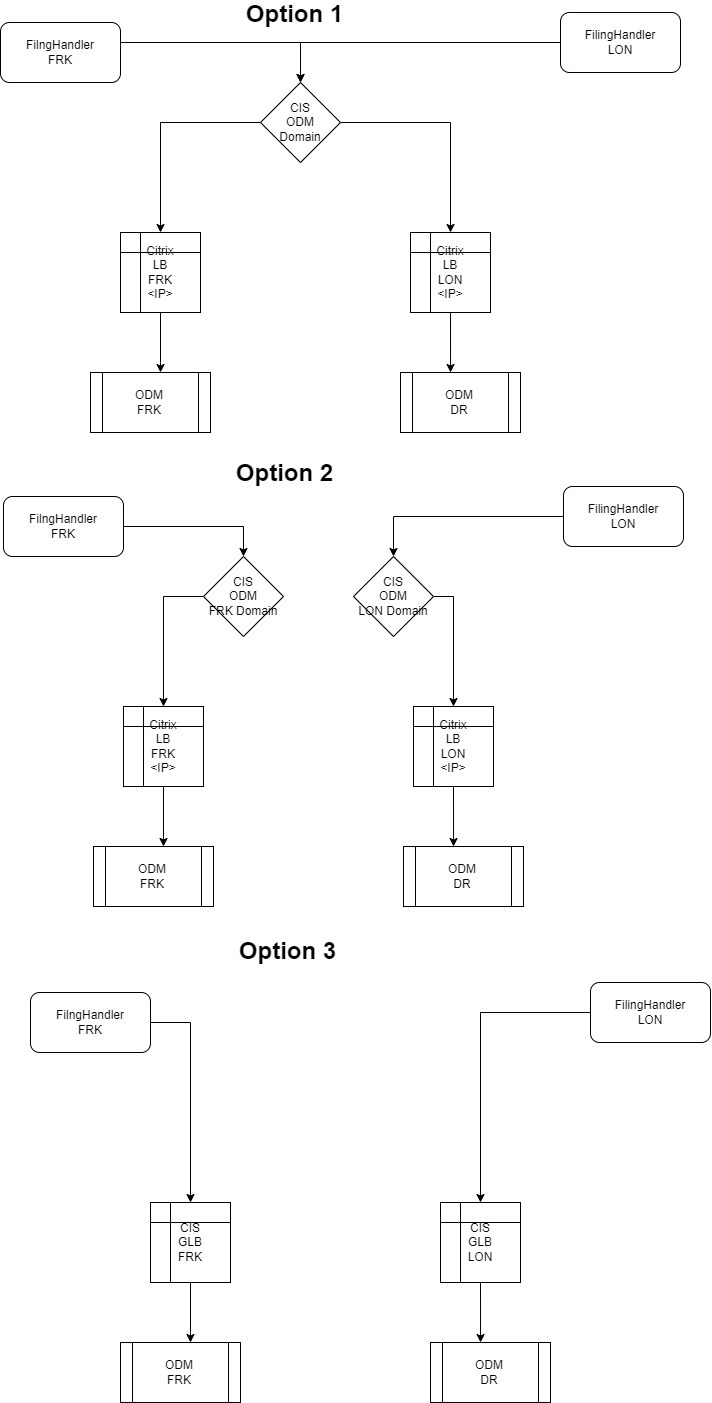 Option 1
FilngHandler
FRK
FilingHandler
LON
CIS
ODM
Domain
Citrix
LB
FRK
<IP>
Citrix
LB
LON
<IP>
ODM
FRK
ODM
DR
Option 2
FilngHandler
FRK
FilingHandler
LON
CIS
ODM
FRK Domain
CIS
ODM
LON Domain
Citrix
LB
FRK
<IP>
Citrix
LB
LON
<IP>
ODM
FRK
ODM
DR
Option 3
FilngHandler
FRK
FilingHandler
LON
CIS
GLB
FRK
CIS
GLB
LON
ODM
FRK
ODM
DR